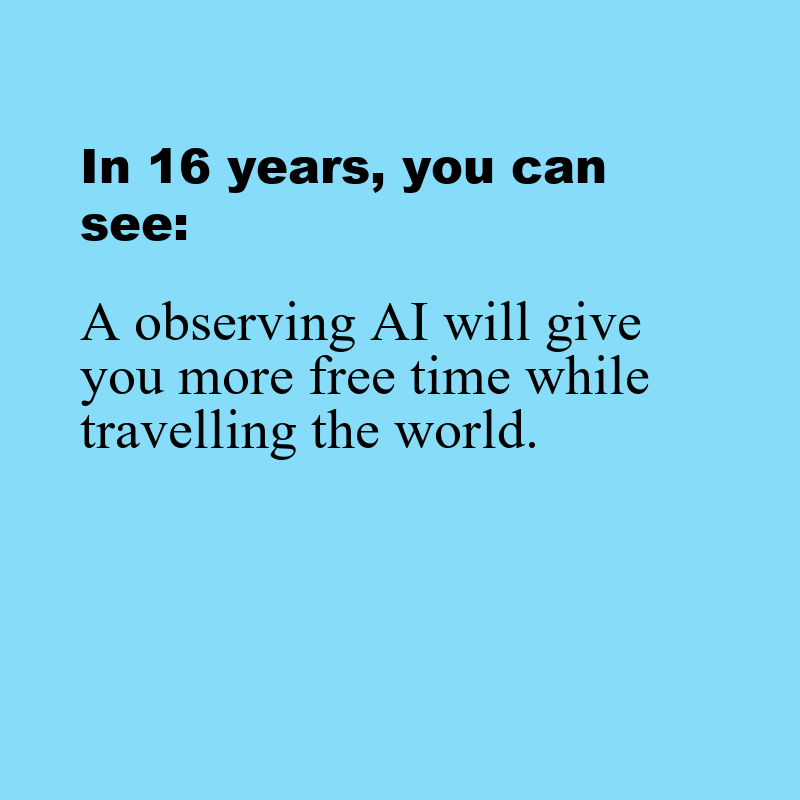 In 16 years, you can
see:
A observing AI will give
you more free time while
travelling the world.